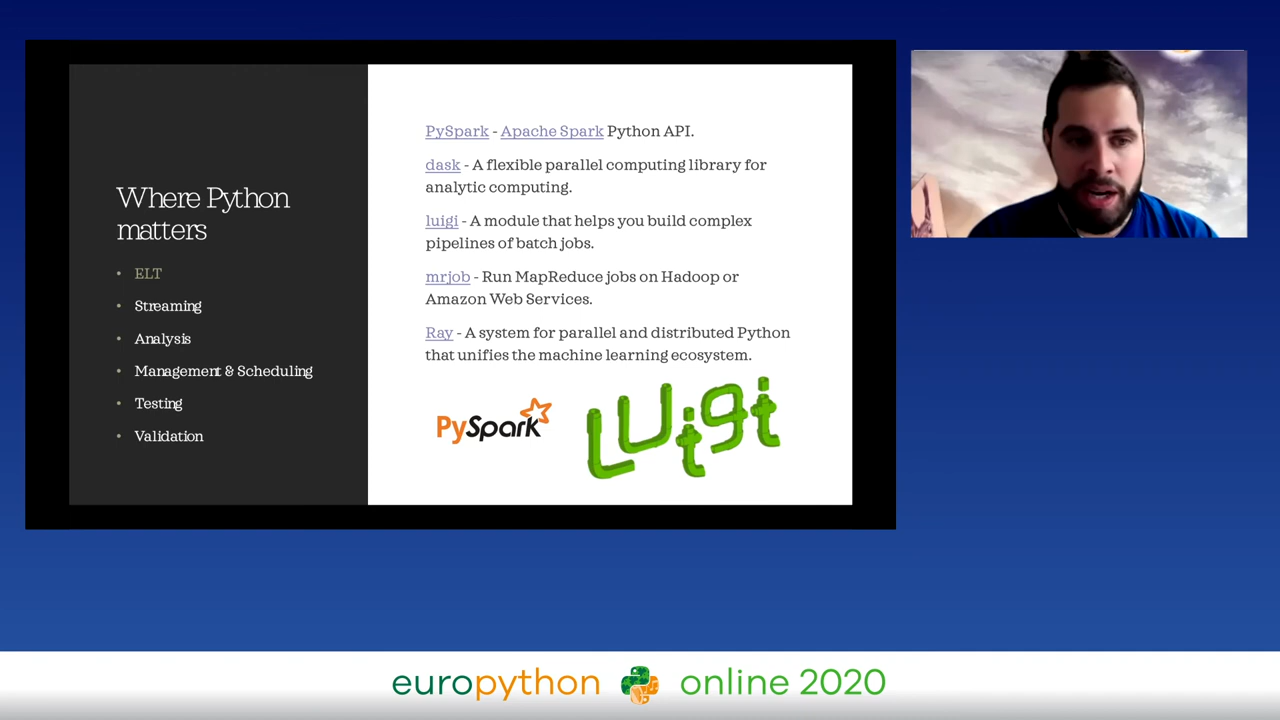 Where Python
matters
• ELT
• Streaming
• Analysis
• Management & Scheduling
• Testing
• Validation
PySpark - Apache Spark Python API.
dask - A flexible parallel computing library for
analytic computing.
luigi - A module that helps you build complex
pipelines of batch jobs.
mrjob - Run MapReduce jobs on Hadoop or
Amazon Web Services.
Ray - A system for parallel and distributed Python
that unifies the machine learning ecosystem.
PySpark
Luigi
europython online 2020